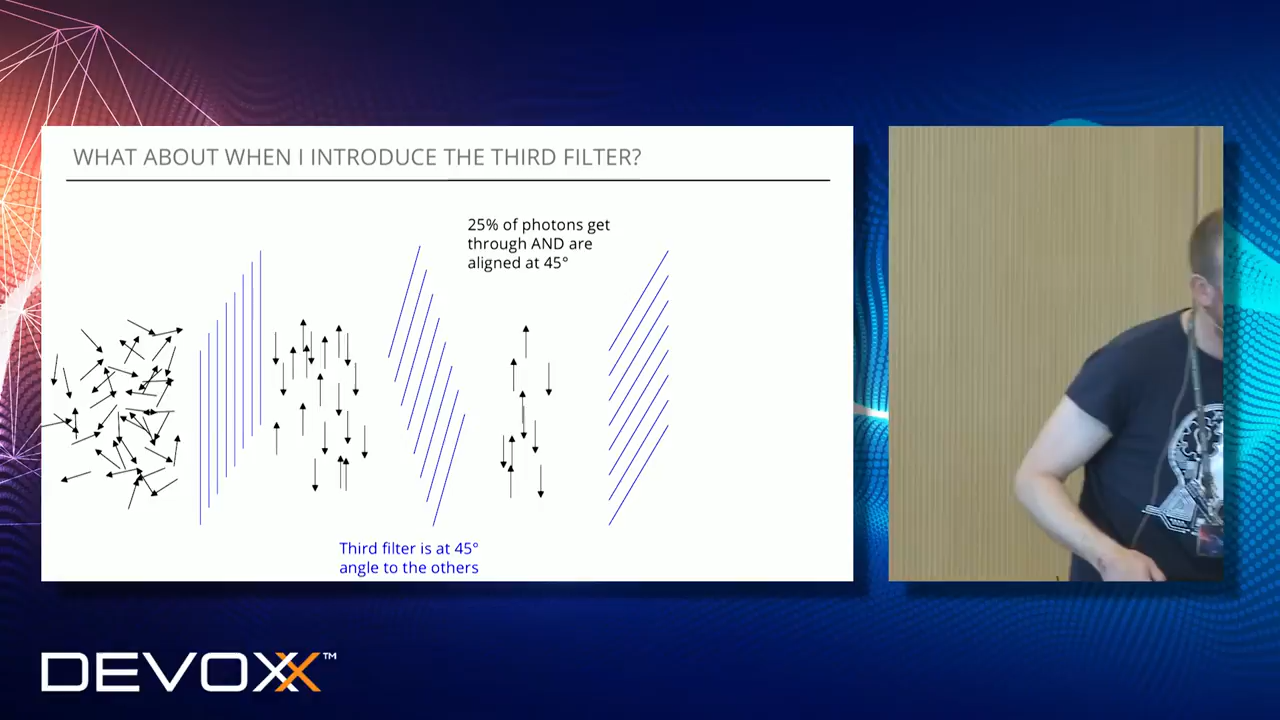 WHAT ABOUT WHEN I INTRODUCE THE THIRD FILTER?
25% of photons get
through AND are
aligned at 45°
Third filter is at 45°
angle to the others
DEVOXX™